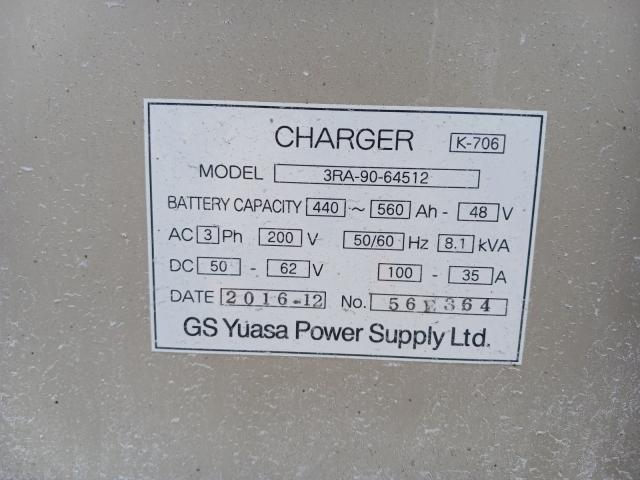 CHARGER K-706
MODEL 3RA-90-64512
BATTERY CAPACITY 440 ~ 560 Ah - 48 V
AC 3 Ph 200 V 50/60 Hz 8.1 kVA
DC 50 - 62 V 100 - 35 A
DATE 2016-12 No. 56E364
GS Yuasa Power Supply Ltd.